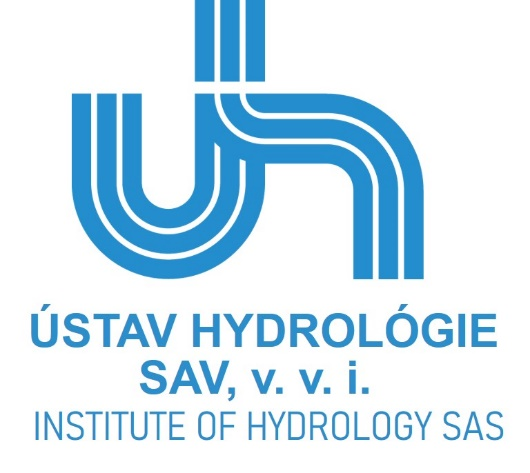 ÚSTAV HYDROLÓGIE
SAV, v. v. i.
INSTITUTE OF HYDROLOGY SAS